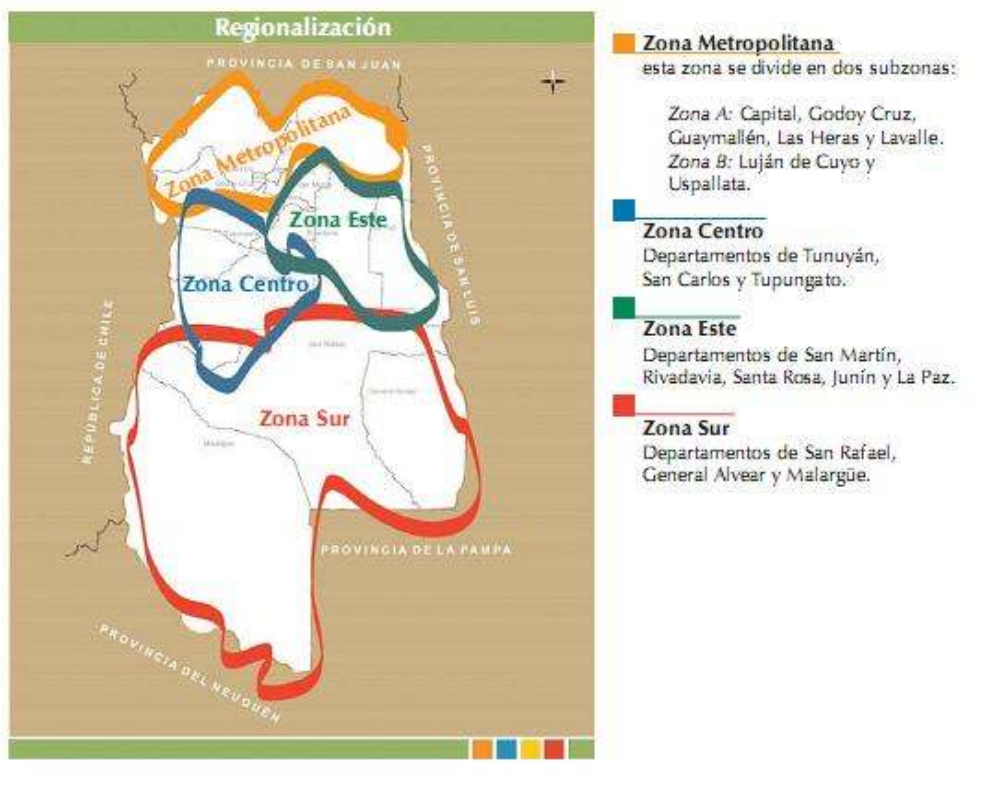 Regionalización
PROVINCIA DE SAN JUAN
Zona Metropolitana
PROVINCIA DE SAN LUIS
Zona Este
Zona Centro
REPUBLICA DE CHILE
San Rafael
Zona Sur
Malargüe
PROVINCIA DE LA PAMPA
PROVINCIA DEL NEUQUÉN
Zona Metropolitana
esta zona se divide en dos subzonas:
Zona A: Capital, Godoy Cruz,
Guaymallén, Las Heras y Lavalle.
Zona B: Luján de Cuyo y
Uspallata.
Zona Centro
Departamentos de Tunuyán,
San Carlos y Tupungato.
Zona Este
Departamentos de San Martín,
Rivadavia, Santa Rosa, Junín y La Paz.
Zona Sur
Departamentos de San Rafael,
General Alvear y Malargüe.